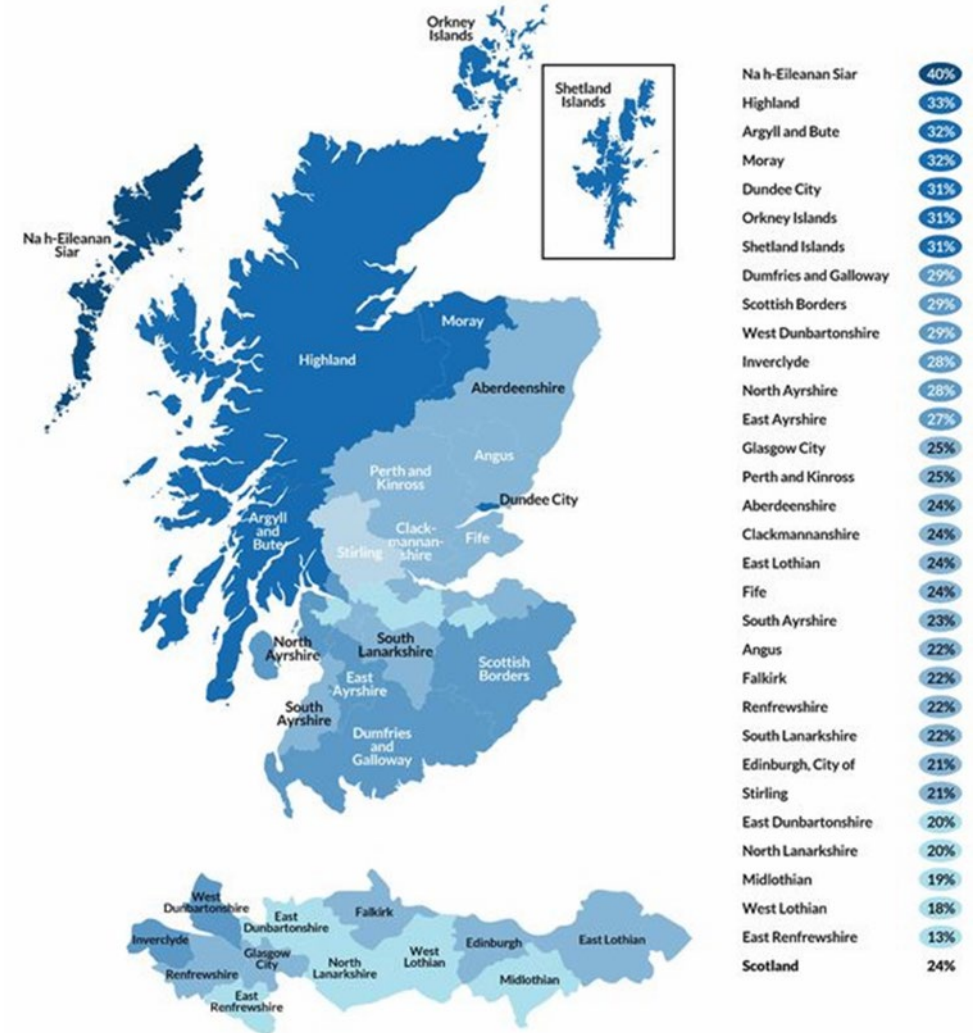 Orkney
Islands
Shetland
Islands
Na h-Eileanan
Siar
Moray
Highland
Aberdeenshire
Angus
Perth and
Kinross
Dundee City
Argyll
and
Bute
Clack-
mannan-
shire
Fife
Stirling
North
Ayrshire
South
Lanarkshire
Scottish
Borders
East
Ayrshire
South
Ayrshire
Dumfries
and
Galloway
West
Dunbartonshire
East
Dunbartonshire
Falkirk
Inverclyde
Glasgow
City
Renfrewshire
North
Lanarkshire
West
Lothian
Edinburgh
East Lothian
Midlothian
East
Renfrewshire
Na h-Eileanan Siar 40%
Highland 33%
Argyll and Bute 32%
Moray 32%
Dundee City 31%
Orkney Islands 31%
Shetland Islands 31%
Dumfries and Galloway 29%
Scottish Borders 29%
West Dunbartonshire 29%
Inverclyde 28%
North Ayrshire 28%
East Ayrshire 27%
Glasgow City 25%
Perth and Kinross 25%
Aberdeenshire 24%
Clackmannanshire 24%
East Lothian 24%
Fife 24%
South Ayrshire 23%
Angus 22%
Falkirk 22%
Renfrewshire 22%
South Lanarkshire 22%
Edinburgh, City of 21%
Stirling 21%
East Dunbartonshire 20%
North Lanarkshire 20%
Midlothian 19%
West Lothian 18%
East Renfrewshire 13%
Scotland 24%